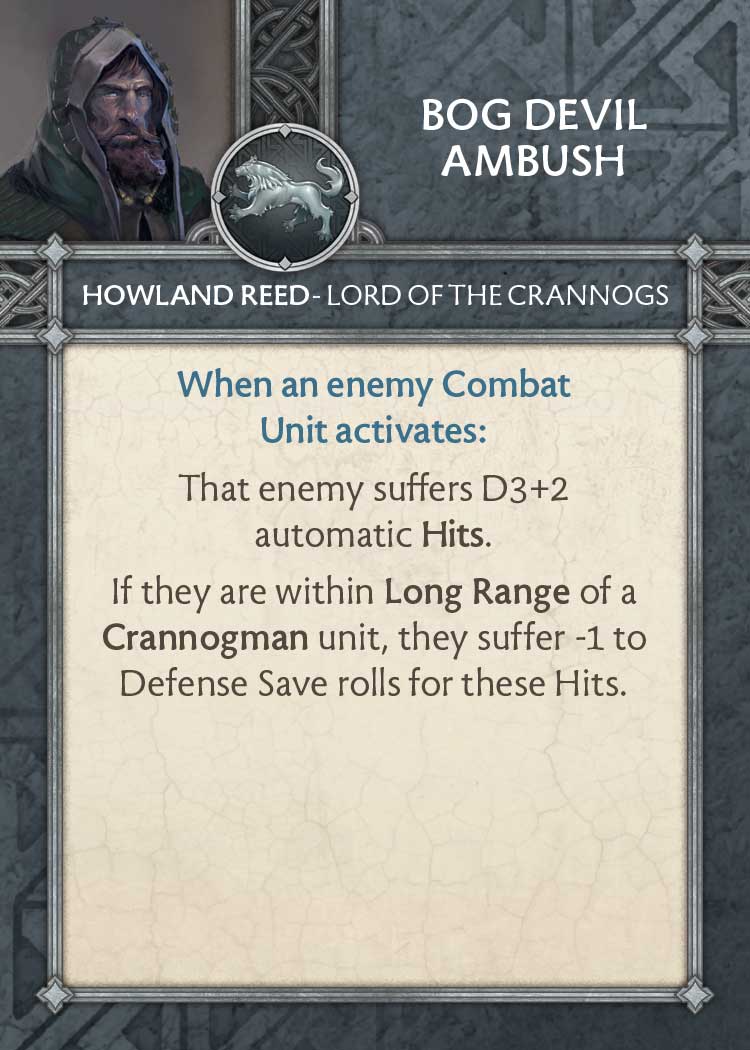 BOG DEVIL
AMBUSH
HOWLAND REED- LORD OF THE CRANNOGS
When an enemy Combat
Unit activates:
That enemy suffers D3+2
automatic Hits.
If they are within Long Range of a
Crannogman unit, they suffer -1 to
Defense Save rolls for these Hits.